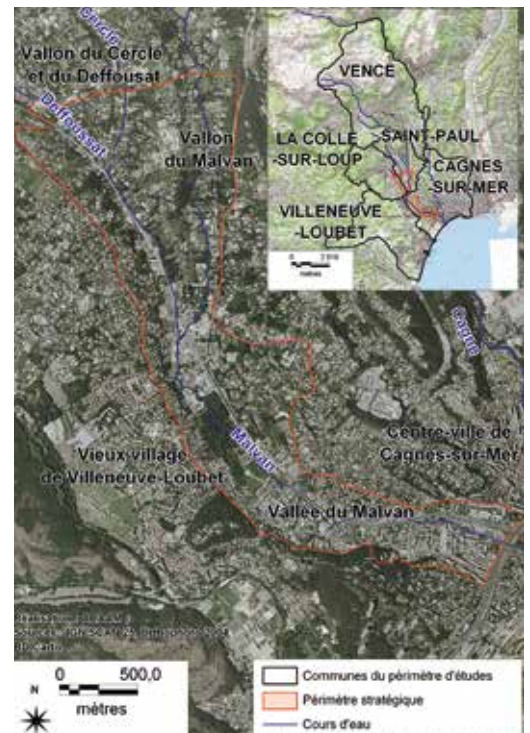 Cercle
Vallon du Cercle
et du Deffousat
Deffoussat
Vallon
du Malvan
VENCE
LA COLLE
-SUR-LOUP
SAINT-PAUL
CAGNES
-SUR-MER
VILLENEUVE
-LOUBET
mètres
Cagne
Centre-ville de
Cagnes-sur-Mer
Malvan
Vieux village
de Villeneuve-Loubet
Vallée du Malvan
0 500,0
N
mètres
Communes du périmètre d'études
Périmètre stratégique
Cours d'eau